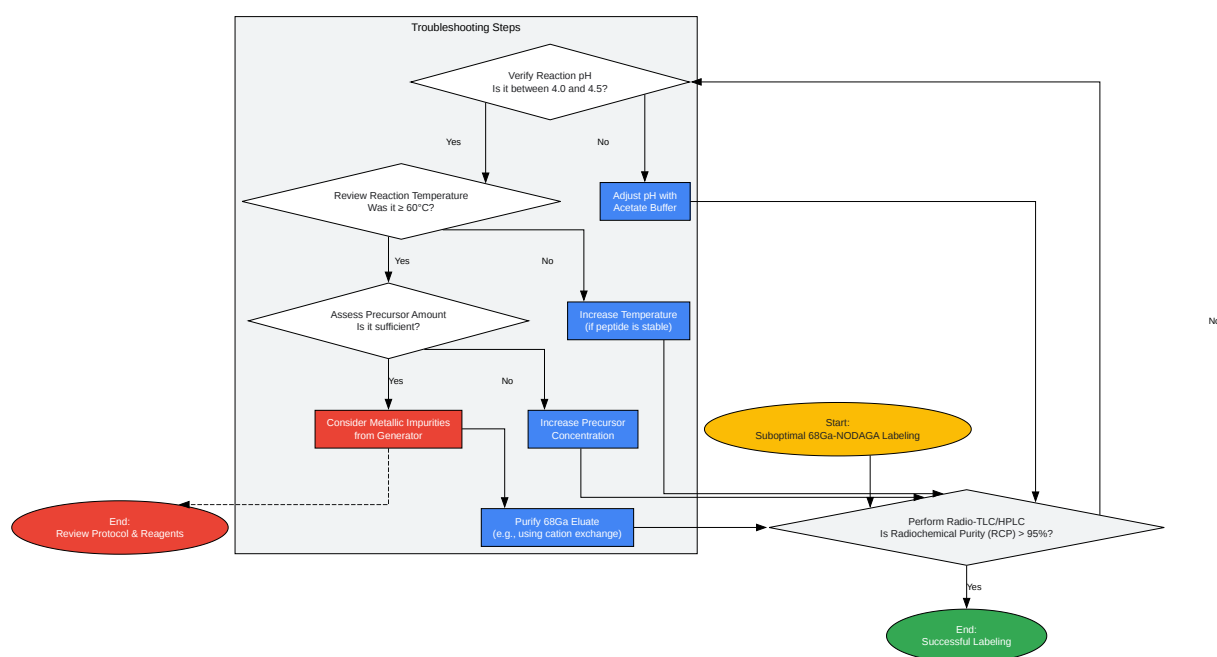 Troubleshooting Steps
Verify Reaction pH
Is it between 4.0 and 4.5?
Yes
No
Review Reaction Temperature
Was it ≥ 60°C?
Adjust pH with
Acetate Buffer
Yes
No
Assess Precursor Amount
Is it sufficient?
Increase Temperature
(if peptide is stable)
No
Yes
No
Consider Metallic Impurities
from Generator
Increase Precursor
Concentration
Start:
Suboptimal 68Ga-NODAGA Labeling
End:
Review Protocol & Reagents
Purify 68Ga Eluate
(e.g., using cation exchange)
Perform Radio-TLC/HPLC
Is Radiochemical Purity (RCP) > 95%?
Yes
End:
Successful Labeling